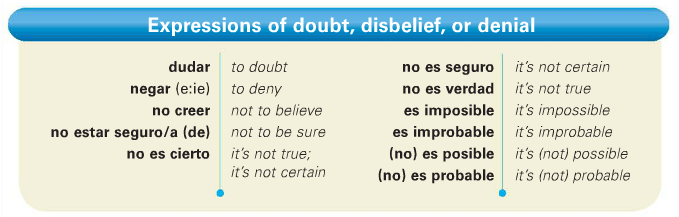 Expressions of doubt, disbelief, or denial
dudar to doubt
negar (e:ie) to deny
no creer not to believe
no estar seguro/a (de) not to be sure
no es cierto it's not true;
it's not certain
no es seguro it's not certain
no es verdad it's not true
es imposible it's impossible
es improbable it's improbable
(no) es posible it's (not) possible
(no) es probable it's (not) probable